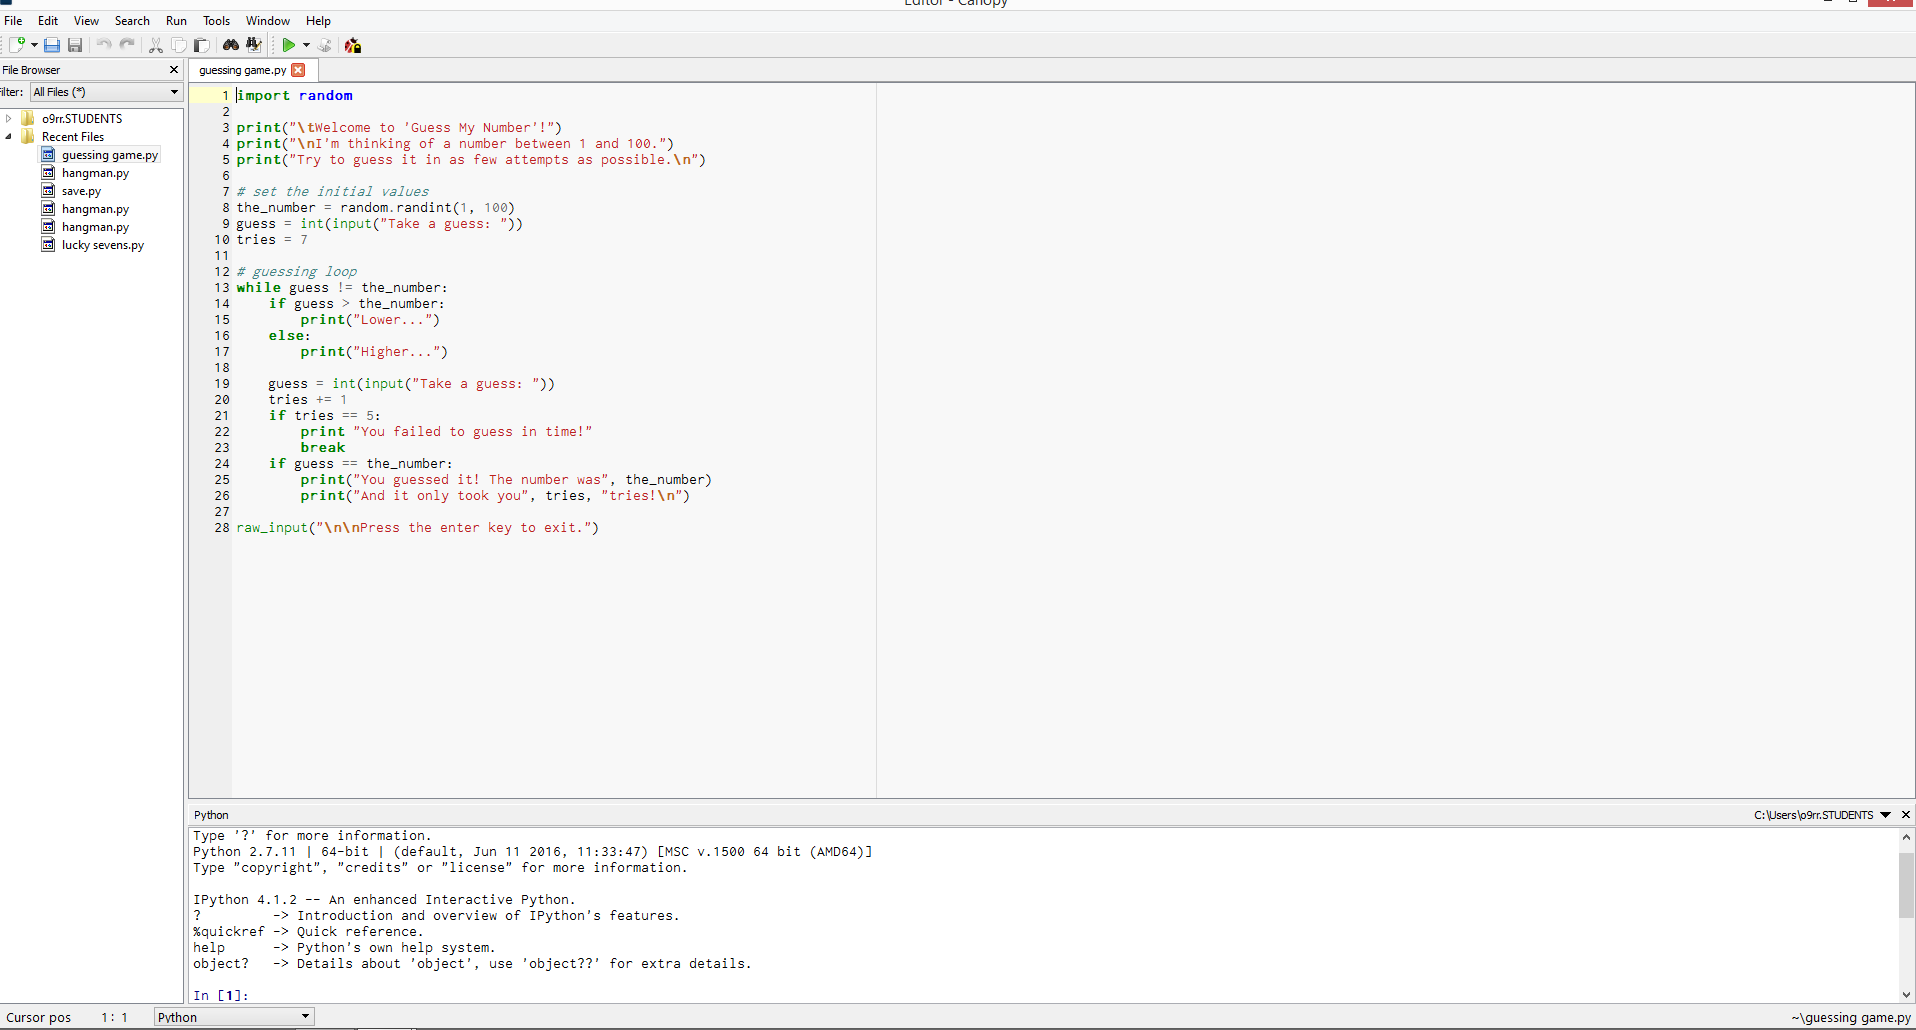 Editor - Canopy
File Edit View Search Run Tools Window Help
File Browser
guessing game.py
ilter: All Files (*)
o9rr.STUDENTS
Recent Files
guessing game.py
hangman.py
save.py
hangman.py
hangman.py
lucky sevens.py
1 import random
2
3 print("\tWelcome to 'Guess My Number'!")
4 print("\nI'm thinking of a number between 1 and 100.")
5 print("Try to guess it in as few attempts as possible.\n")
6
7 # set the initial values
8 the_number = random.randint(1, 100)
9 guess = int(input("Take a guess: "))
10 tries = 7
11
12 # guessing loop
13 while guess != the_number:
14     if guess > the_number:
15         print("Lower...")
16     else:
17         print("Higher...")
18
19     guess = int(input("Take a guess: "))
20     tries += 1
21     if tries == 5:
22         print "You failed to guess in time!"
23         break
24     if guess == the_number:
25         print("You guessed it! The number was", the_number)
26         print("And it only took you", tries, "tries!\n")
27
28 raw_input("\n\nPress the enter key to exit.")
Python C:\Users\o9rr.STUDENTS
Type '?' for more information.
Python 2.7.11 | 64-bit | (default, Jun 11 2016, 11:33:47) [MSC v.1500 64 bit (AMD64)]
Type "copyright", "credits" or "license" for more information.
IPython 4.1.2 -- An enhanced Interactive Python.
?         -> Introduction and overview of IPython's features.
%quickref -> Quick reference.
help      -> Python's own help system.
object?   -> Details about 'object', use 'object??' for extra details.
In [1]:
Cursor pos 1 : 1 Python ~\guessing game.py